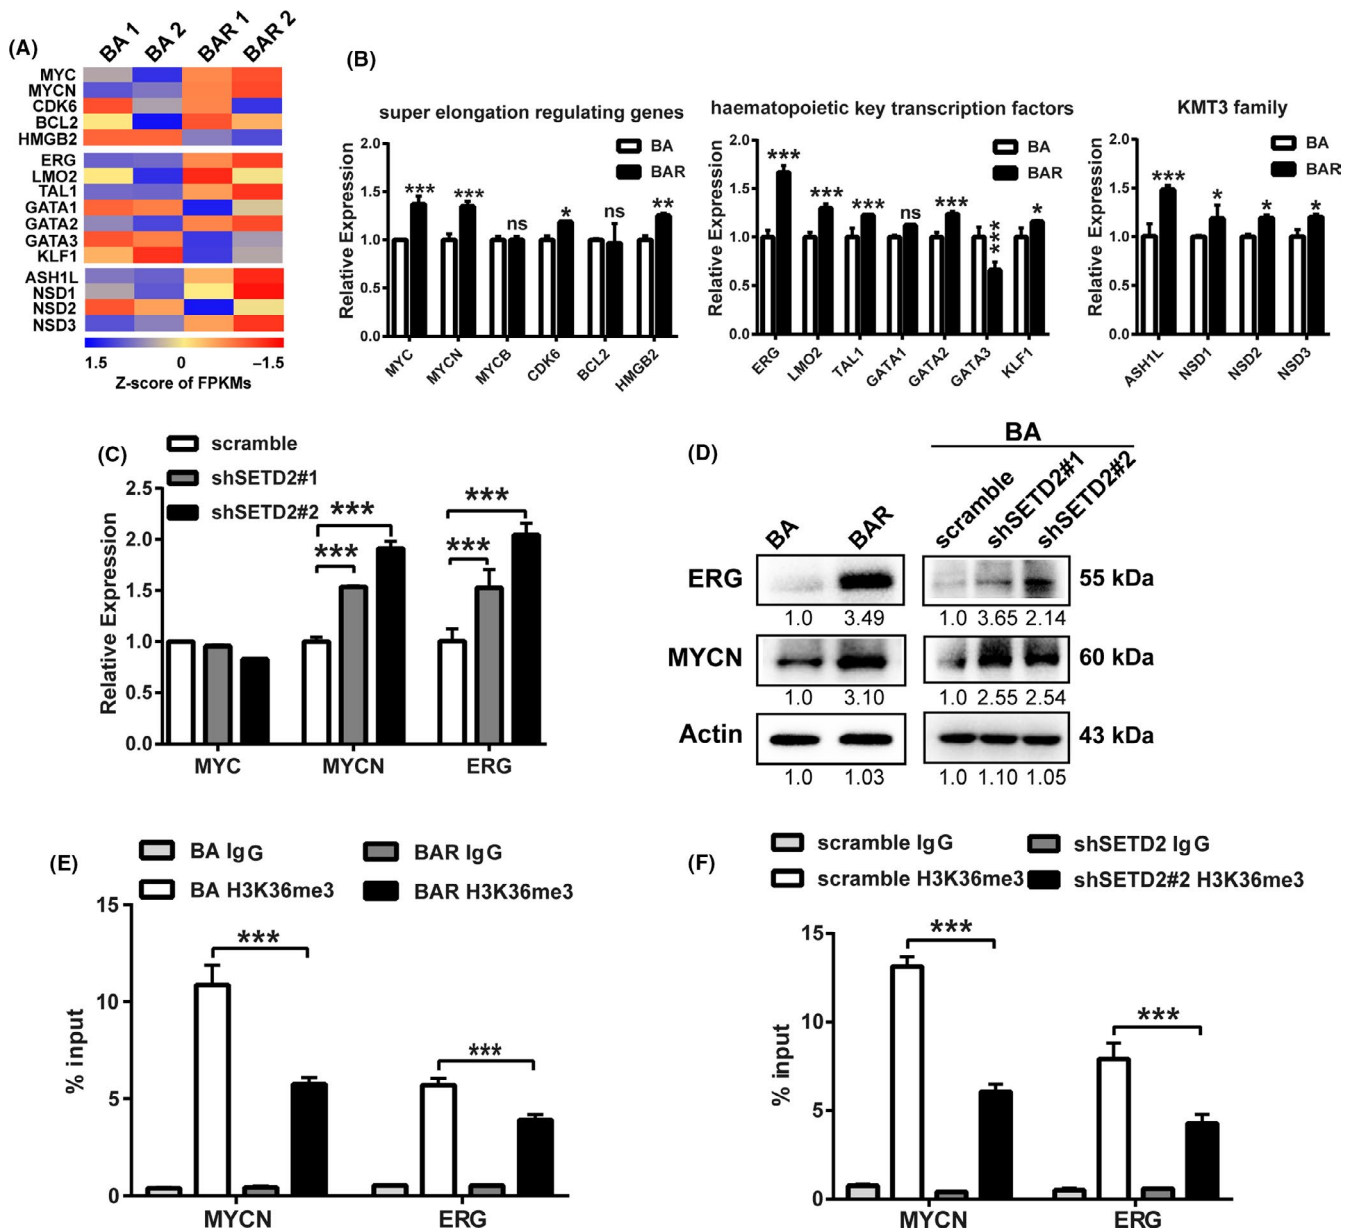 (A)
BA 1
BA 2
BAR 1
BAR 2
MYC
MYCN
CDK6
BCL2
HMGB2
ERG
LMO2
TAL1
GATA1
GATA2
GATA3
KLF1
ASH1L
NSD1
NSD2
NSD3
1.5 0 −1.5
Z-score of FPKMs
(B)
super elongation regulating genes
BA
BAR
Relative Expression
2.0
1.5
1.0
0.5
0.0
*** *** ns * ns **
MYC MYCN MYCB CDK6 BCL2 HMGB2
haematopoietic key transcription factors
BA
BAR
Relative Expression
2.0
1.5
1.0
0.5
0.0
*** *** *** ns *** *** *
ERG LMO2 TAL1 GATA1 GATA2 GATA3 KLF1
KMT3 family
BA
BAR
Relative Expression
2.0
1.5
1.0
0.5
0.0
*** * * *
ASH1L NSD1 NSD2 NSD3
(C)
scramble
shSETD2#1
shSETD2#2
Relative Expression
2.5
2.0
1.5
1.0
0.5
0.0
*** ***
*** ***
MYC MYCN ERG
(D)
BA
BA BAR scramble shSETD2#1 shSETD2#2
ERG 55 kDa
1.0 3.49 1.0 3.65 2.14
MYCN 60 kDa
1.0 3.10 1.0 2.55 2.54
Actin 43 kDa
1.0 1.03 1.0 1.10 1.05
(E)
BA IgG BAR IgG
BA H3K36me3 BAR H3K36me3
% input
15
10
5
0
*** ***
MYCN ERG
(F)
scramble IgG shSETD2 IgG
scramble H3K36me3 shSETD2#2 H3K36me3
% input
15
10
5
0
*** ***
MYCN ERG